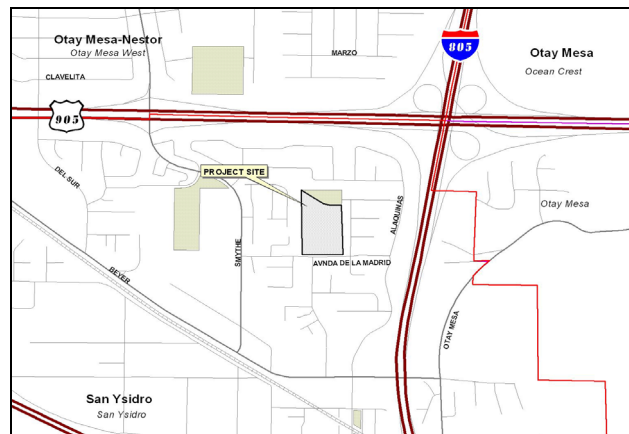 Otay Mesa-Nestor
Otay Mesa West
MARZO
805
Otay Mesa
Ocean Crest
CLAVELITA
905
PROJECT SITE
DEL SUR
ALAQUINAS
Otay Mesa
SMYTHE
AVNDA DE LA MADRID
BEYER
OTAY MESA
San Ysidro
San Ysidro